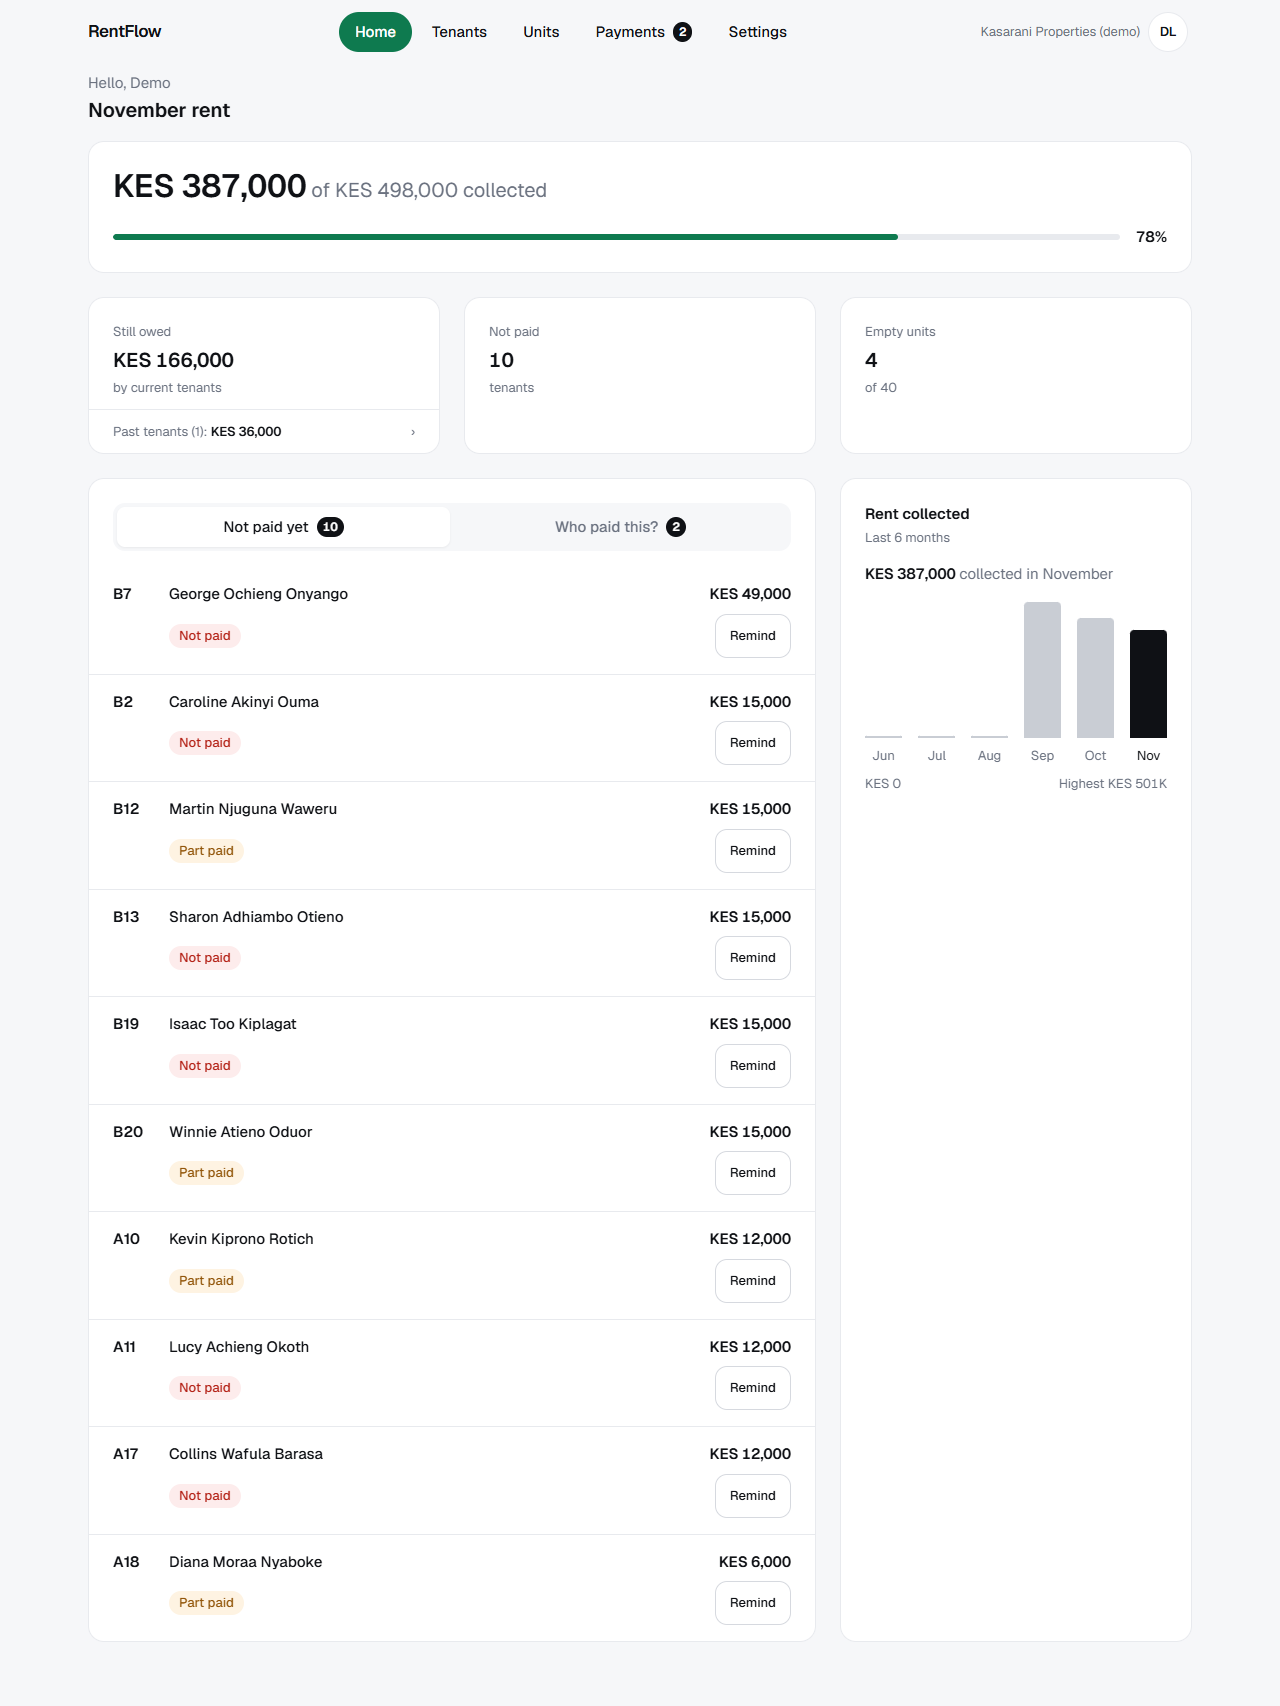 RentFlow
Home
Tenants
Units
Payments 2
Settings
Kasarani Properties (demo)
DL
Hello, Demo
November rent
KES 387,000 of KES 498,000 collected
78%
Still owed
KES 166,000
by current tenants
Past tenants (1): KES 36,000 ›
Not paid
10
tenants
Empty units
4
of 40
Not paid yet 10
Who paid this? 2
B7 George Ochieng Onyango KES 49,000
Not paid Remind
B2 Caroline Akinyi Ouma KES 15,000
Not paid Remind
B12 Martin Njuguna Waweru KES 15,000
Part paid Remind
B13 Sharon Adhiambo Otieno KES 15,000
Not paid Remind
B19 Isaac Too Kiplagat KES 15,000
Not paid Remind
B20 Winnie Atieno Oduor KES 15,000
Part paid Remind
A10 Kevin Kiprono Rotich KES 12,000
Part paid Remind
A11 Lucy Achieng Okoth KES 12,000
Not paid Remind
A17 Collins Wafula Barasa KES 12,000
Not paid Remind
A18 Diana Moraa Nyaboke KES 6,000
Part paid Remind
Rent collected
Last 6 months
KES 387,000 collected in November
Jun Jul Aug Sep Oct Nov
KES 0 Highest KES 501K